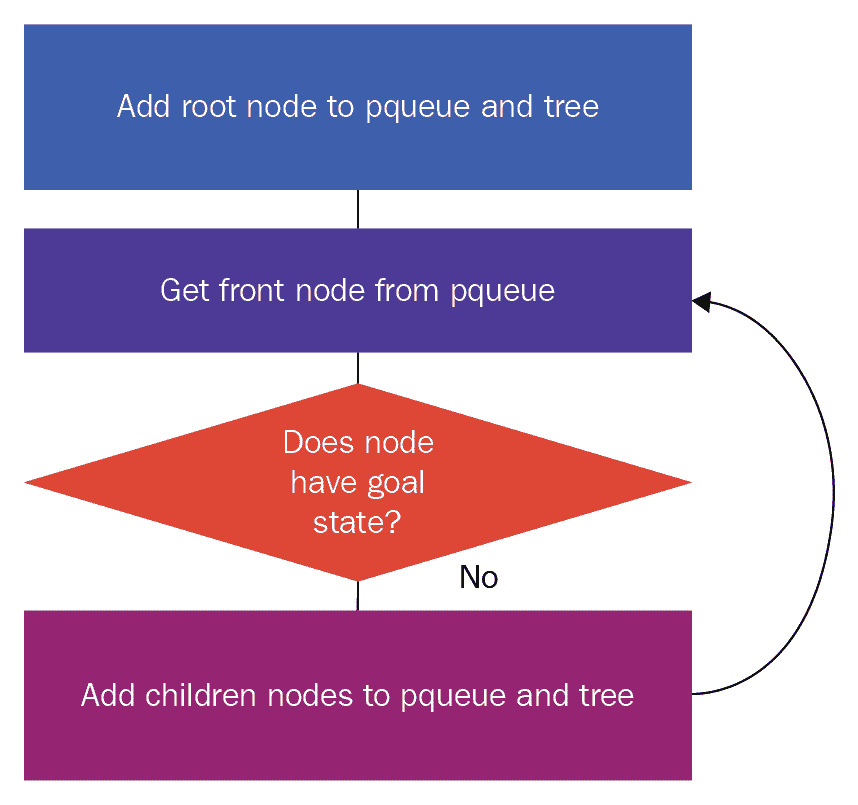 Add root node to pqueue and tree
Get front node from pqueue
Does node
have goal
state?
No
Add children nodes to pqueue and tree